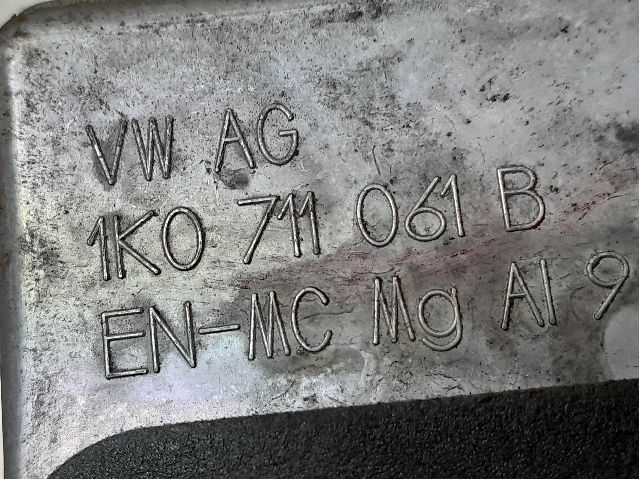 VW AG
1K0 711 061 B
EN-MC Mg Al 9